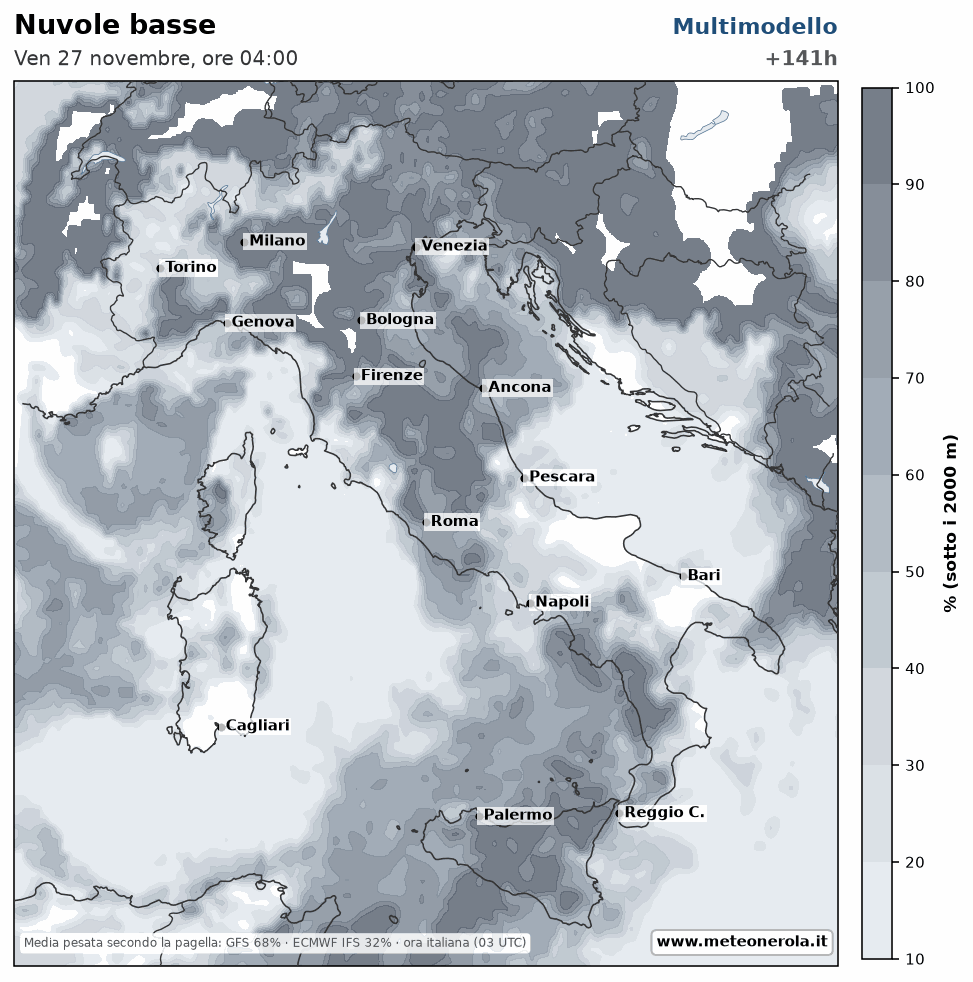 Nuvole basse
Multimodello
Ven 27 novembre, ore 04:00
+141h
Milano
Venezia
Torino
Genova
Bologna
Firenze
Ancona
Pescara
Roma
Bari
Napoli
Cagliari
Palermo
Reggio C.
Media pesata secondo la pagella: GFS 68% · ECMWF IFS 32% · ora italiana (03 UTC)
www.meteonerola.it
100
90
80
70
60
50
40
30
20
10
% (sotto i 2000 m)